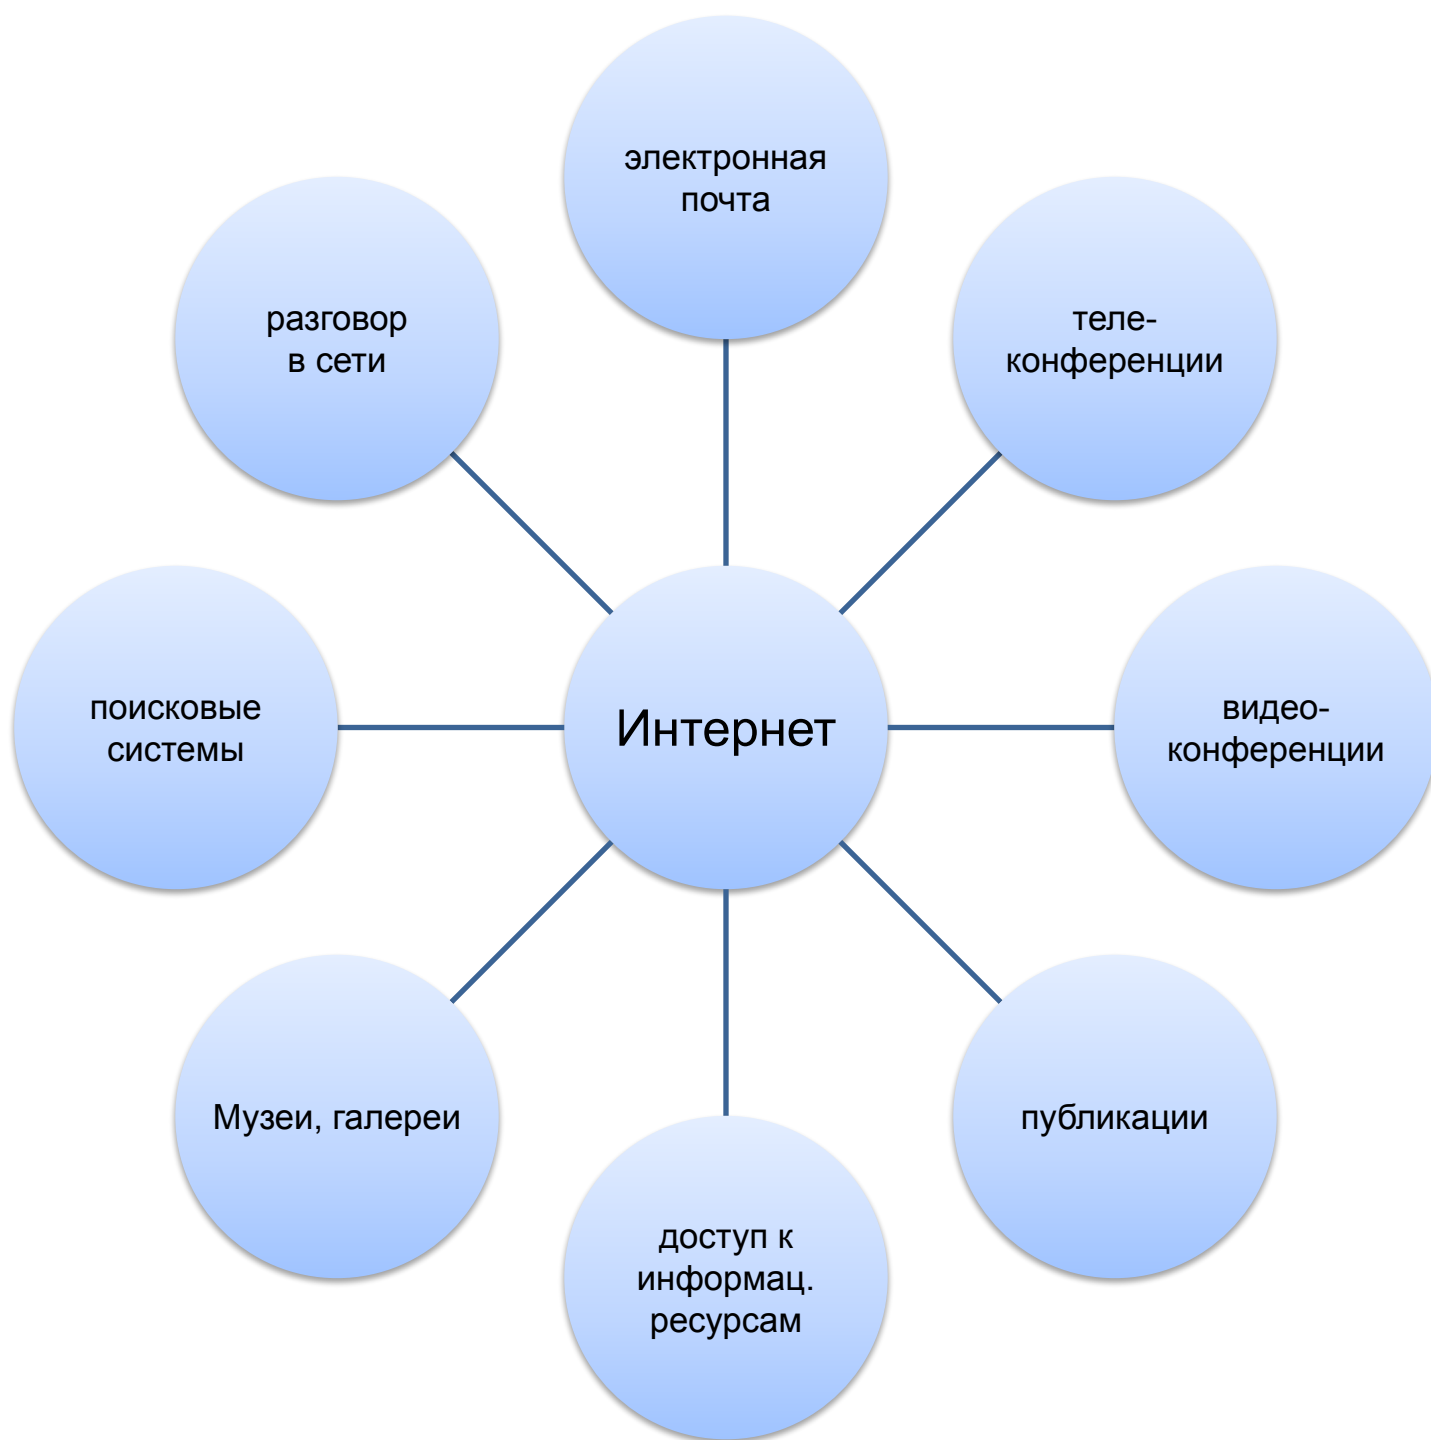 электронная
почта
разговор
в сети
теле-
конференции
поисковые
системы
Интернет
видео-
конференции
Музеи, галереи
публикации
доступ к
информац.
ресурсам